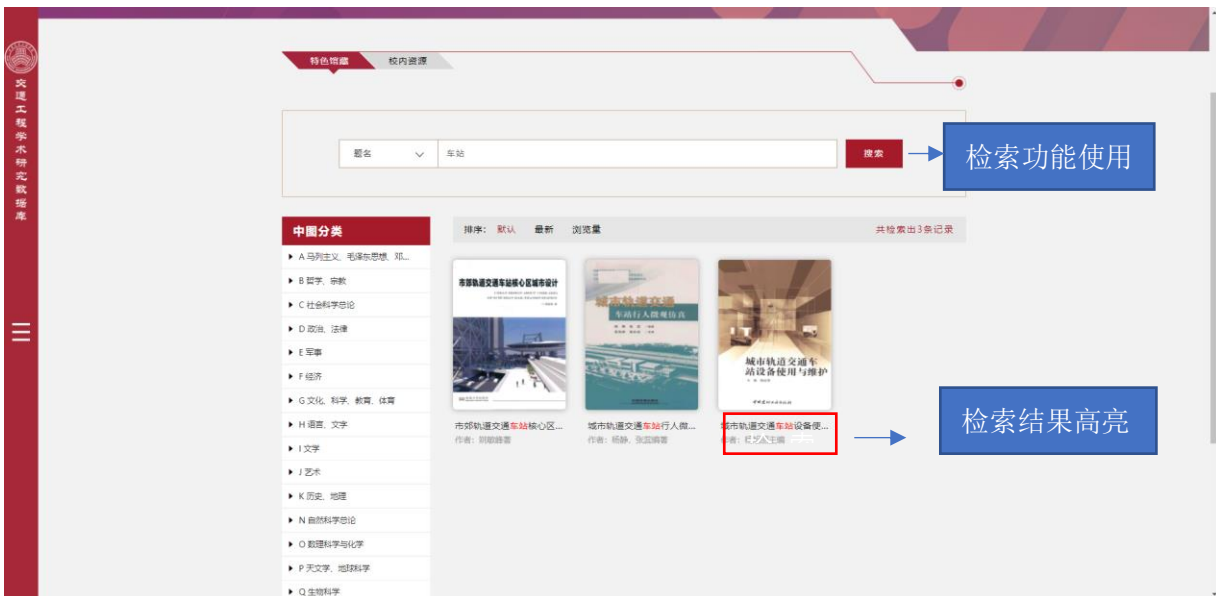 交通工程学术研究数据库
特色馆藏 校内资源
题名 车站 搜索
检索功能使用
中图分类
排序： 默认 最新 浏览量 共检索出3条记录
A 马列主义、毛泽东思想、邓...
B 哲学、宗教
C 社会科学总论
D 政治、法律
E 军事
F 经济
G 文化、科学、教育、体育
H 语言、文字
I 文学
J 艺术
K 历史、地理
N 自然科学总论
O 数理科学与化学
P 天文学、地球科学
Q 生物科学
市郊轨道交通车站核心区城市设计
城市轨道交通
车站行人微观仿真
城市轨道交通车
站设备使用与维护
市郊轨道交通车站核心区...
城市轨道交通车站行人微...
城市轨道交通车站设备使...
检索结果高亮